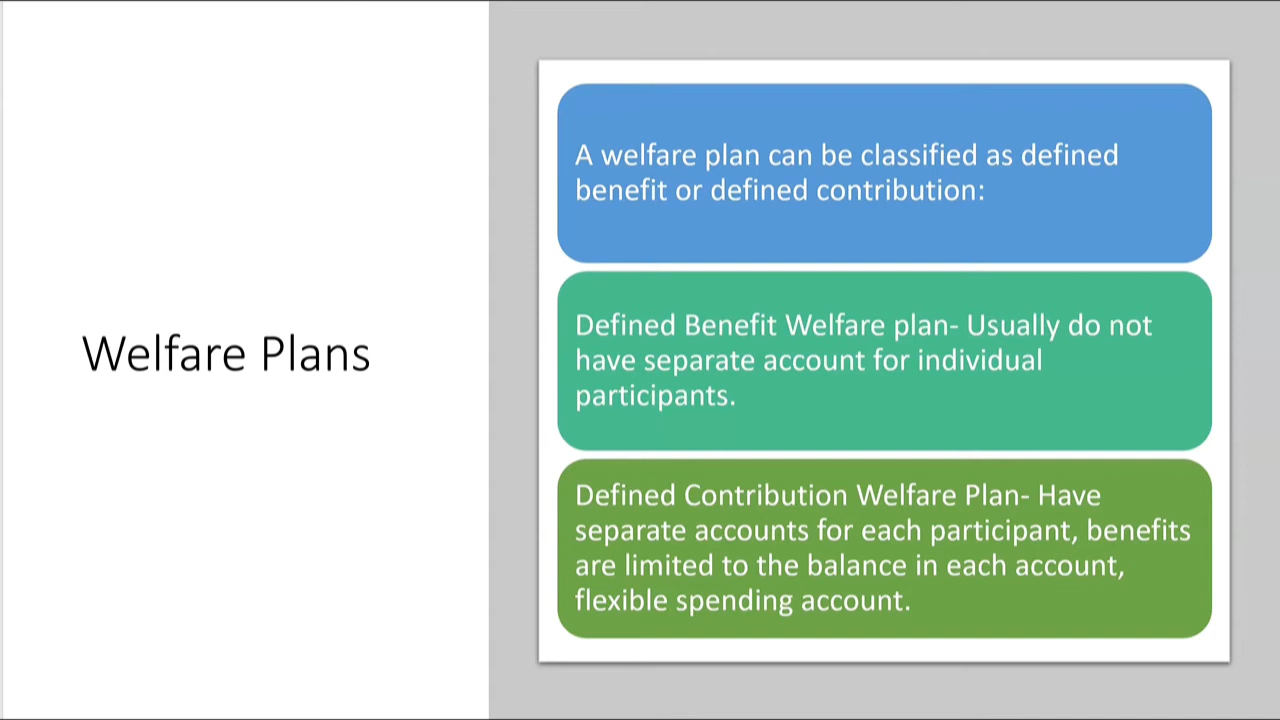 Welfare Plans
A welfare plan can be classified as defined
benefit or defined contribution:
Defined Benefit Welfare plan- Usually do not
have separate account for individual
participants.
Defined Contribution Welfare Plan- Have
separate accounts for each participant, benefits
are limited to the balance in each account,
flexible spending account.